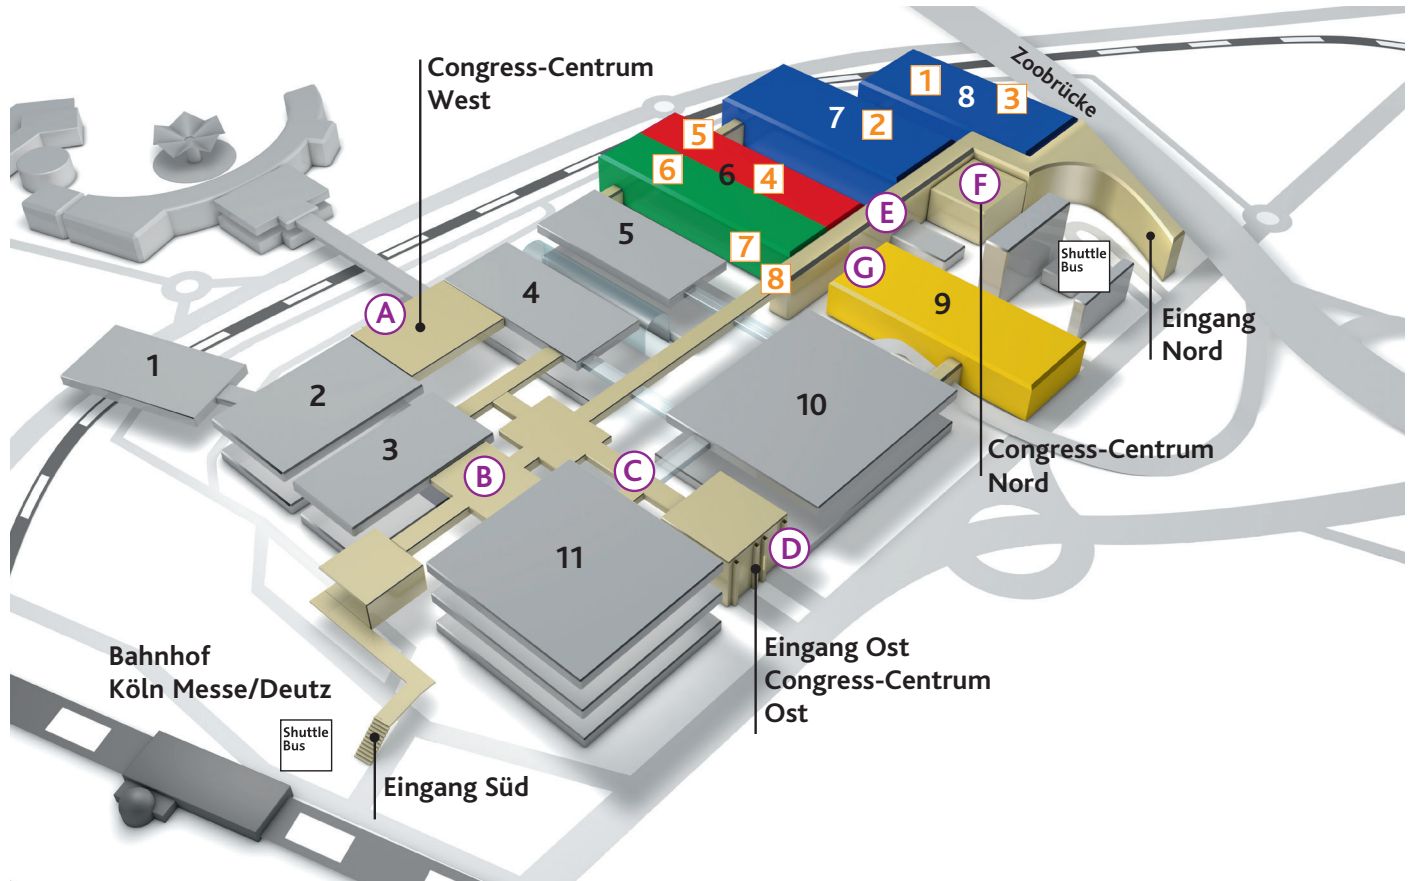 Congress-Centrum
West
Zoobrücke
1
8
3
7
2
5
6
6
4
5
7
8
E
F
G
Shuttle
Bus
9
Eingang
Nord
4
A
1
2
3
10
B
C
Congress-Centrum
Nord
11
D
Eingang Ost
Congress-Centrum
Ost
Bahnhof
Köln Messe/Deutz
Shuttle
Bus
Eingang Süd